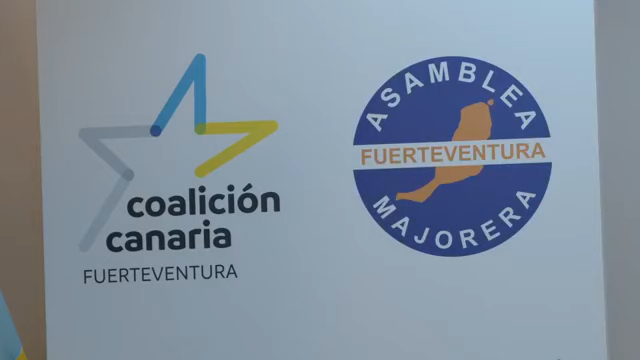 coalición
canaria
FUERTEVENTURA
ASAMBLEA
FUERTEVENTURA
MAJORERA